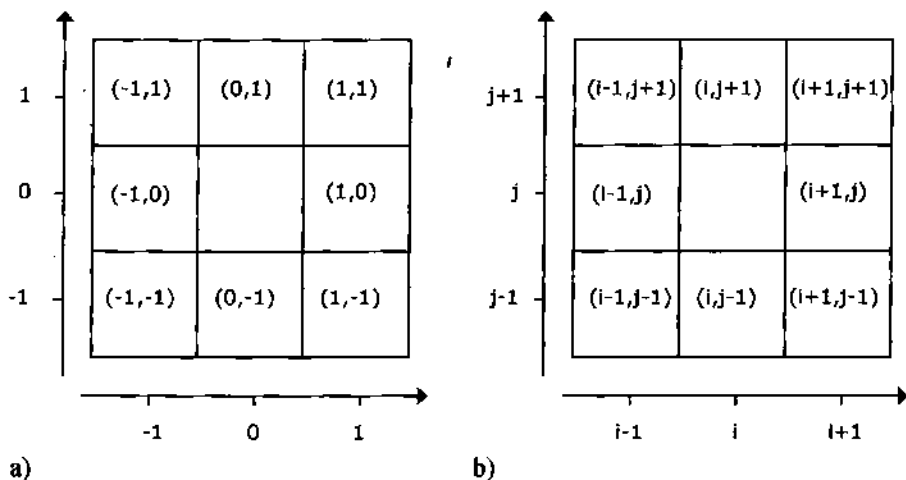 1 (-1,1) (0,1) (1,1)
0 (-1,0) (1,0)
-1 (-1,-1) (0,-1) (1,-1)
-1 0 1
a)
j+1 (i-1,j+1) (i,j+1) (i+1,j+1)
j (i-1,j) (i+1,j)
j-1 (i-1,j-1) (i,j-1) (i+1,j-1)
i-1 i i+1
b)